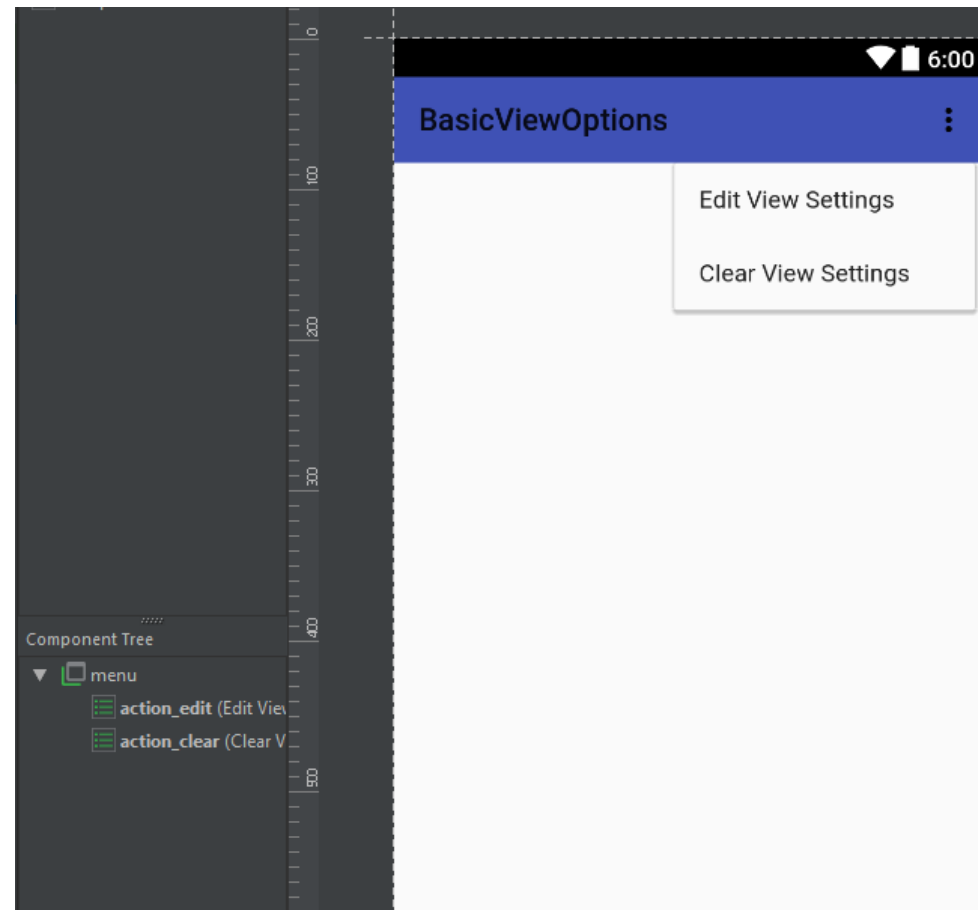 0
6:00
BasicViewOptions
100
Edit View Settings
Clear View Settings
200
300
400
Component Tree
menu
action_edit (Edit View
action_clear (Clear V
500